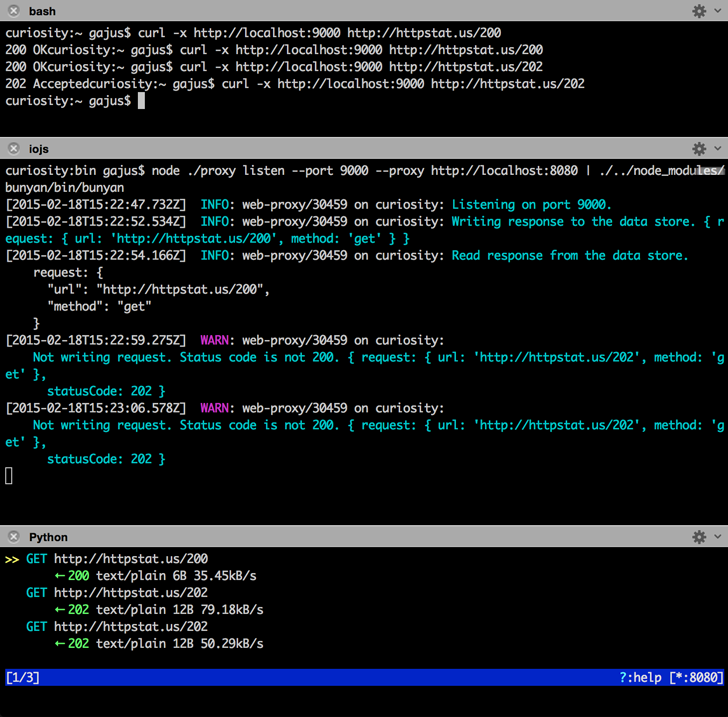 bash
curiosity:~ gajus$ curl -x http://localhost:9000 http://httpstat.us/200
200 OKcuriosity:~ gajus$ curl -x http://localhost:9000 http://httpstat.us/200
200 OKcuriosity:~ gajus$ curl -x http://localhost:9000 http://httpstat.us/202
202 Acceptedcuriosity:~ gajus$ curl -x http://localhost:9000 http://httpstat.us/202
curiosity:~ gajus$
iojs
curiosity:bin gajus$ node ./proxy listen --port 9000 --proxy http://localhost:8080 | ./../node_modules/
bunyan/bin/bunyan
[2015-02-18T15:22:47.732Z]  INFO: web-proxy/30459 on curiosity: Listening on port 9000.
[2015-02-18T15:22:52.534Z]  INFO: web-proxy/30459 on curiosity: Writing response to the data store. { r
equest: { url: 'http://httpstat.us/200', method: 'get' } }
[2015-02-18T15:22:54.166Z]  INFO: web-proxy/30459 on curiosity: Read response from the data store.
    request: {
      "url": "http://httpstat.us/200",
      "method": "get"
    }
[2015-02-18T15:22:59.275Z]  WARN: web-proxy/30459 on curiosity:
    Not writing request. Status code is not 200. { request: { url: 'http://httpstat.us/202', method: 'g
et' },
      statusCode: 202 }
[2015-02-18T15:23:06.578Z]  WARN: web-proxy/30459 on curiosity:
    Not writing request. Status code is not 200. { request: { url: 'http://httpstat.us/202', method: 'g
et' },
      statusCode: 202 }
Python
>> GET http://httpstat.us/200
       ← 200 text/plain 6B 35.45kB/s
   GET http://httpstat.us/202
       ← 202 text/plain 12B 79.18kB/s
   GET http://httpstat.us/202
       ← 202 text/plain 12B 50.29kB/s
[1/3] ?:help [*:8080]